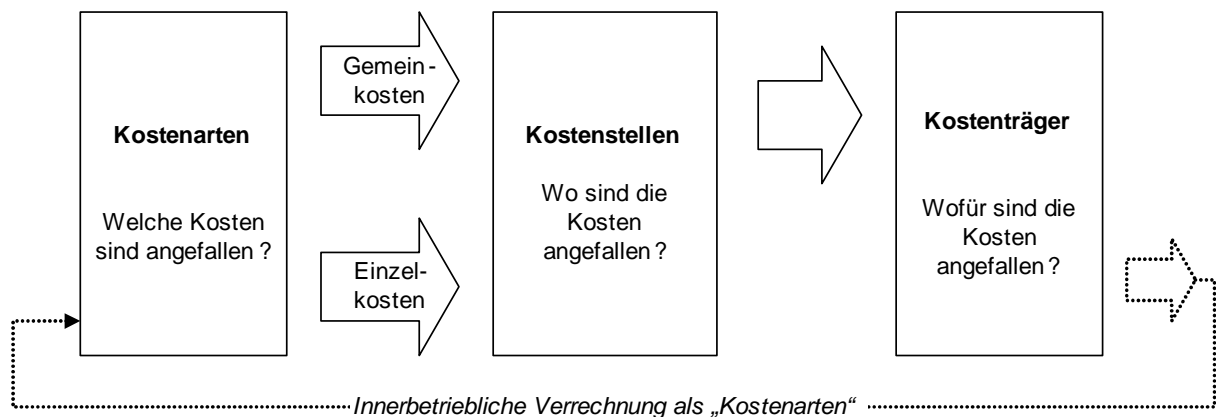 Kostenarten
Welche Kosten
sind angefallen ?
Gemein -
kosten
Einzel-
kosten
Kostenstellen
Wo sind die
Kosten
angefallen ?
Kostenträger
Wofür sind die
Kosten
angefallen ?
Innerbetriebliche Verrechnung als „Kostenarten“